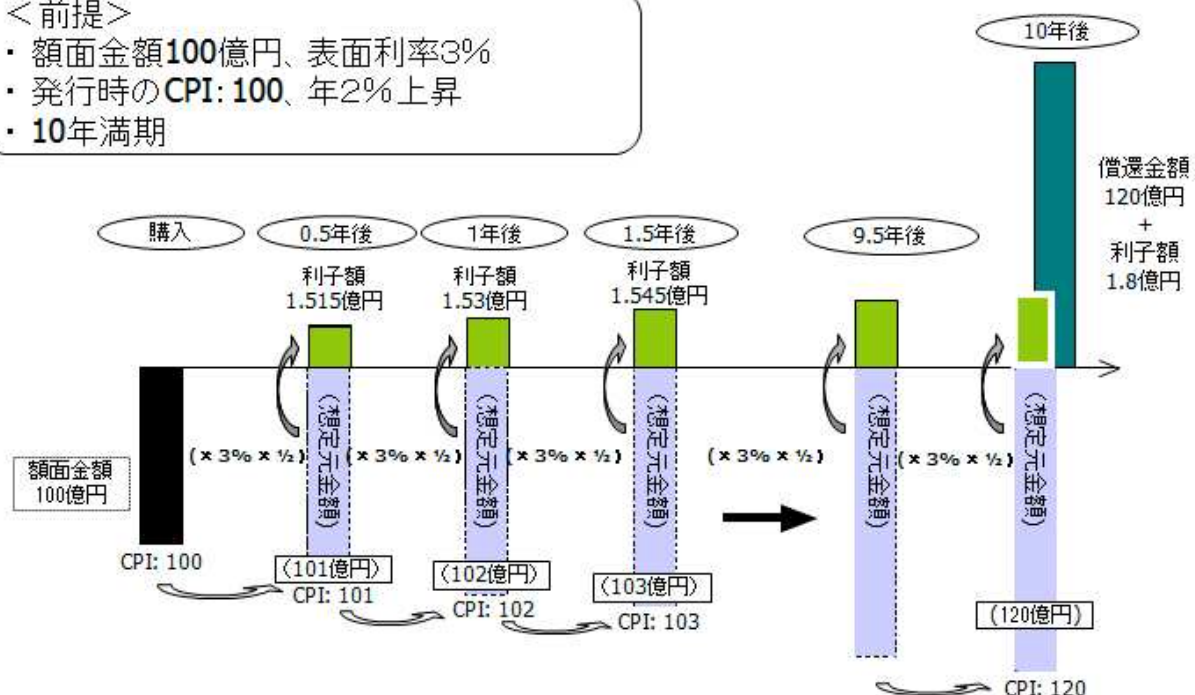 <前提>
・額面金額100億円、表面利率3%
・発行時のCPI: 100、年2%上昇
・10年満期
10年後
償還金額
120億円
+
利子額
1.8億円
購入
0.5年後
1年後
1.5年後
9.5年後
利子額
1.515億円
利子額
1.53億円
利子額
1.545億円
額面金額
100億円
(× 3% × ½)
(× 3% × ½)
(× 3% × ½)
(× 3% × ½)
(× 3% × ½)
(想定元金額)
(想定元金額)
(想定元金額)
(想定元金額)
(想定元金額)
CPI: 100
(101億円)
CPI: 101
(102億円)
CPI: 102
(103億円)
CPI: 103
(120億円)
CPI: 120